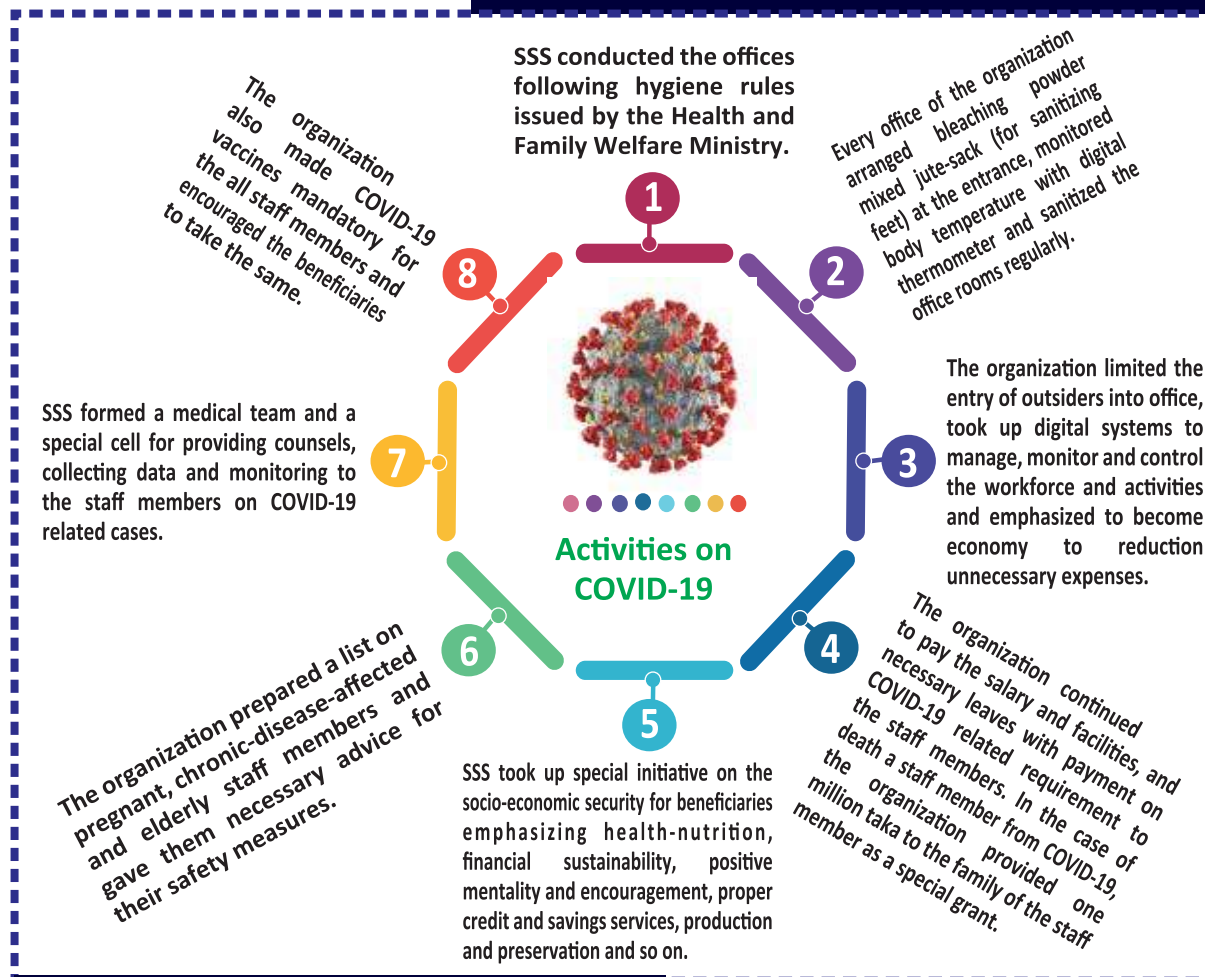 SSS conducted the offices
following hygiene rules
issued by the Health and
Family Welfare Ministry.
1
Every office of the organization
arranged bleaching powder
mixed jute-sack (for sanitizing
feet) at the entrance, monitored
body temperature with digital
thermometer and sanitized the
office rooms regularly.
2
The organization limited the
entry of outsiders into office,
took up digital systems to
manage, monitor and control
the workforce and activities
and emphasized to become
economy to reduction
unnecessary expenses.
3
The organization continued
to pay the salary and facilities, and
necessary leaves with payment on
COVID-19 related requirement to
the staff members. In the case of
death a staff member from COVID-19,
the organization provided one
million taka to the family of the staff
member as a special grant.
4
5
SSS took up special initiative on the
socio-economic security for beneficiaries
emphasizing health-nutrition,
financial sustainability, positive
mentality and encouragement, proper
credit and savings services, production
and preservation and so on.
6
The organization prepared a list on
pregnant, chronic-disease-affected
and elderly staff members and
gave them necessary advice for
their safety measures.
7
SSS formed a medical team and a
special cell for providing counsels,
collecting data and monitoring to
the staff members on COVID-19
related cases.
8
The organization
also made COVID-19
vaccines mandatory for
the all staff members and
encouraged the beneficiaries
to take the same.
Activities on
COVID-19